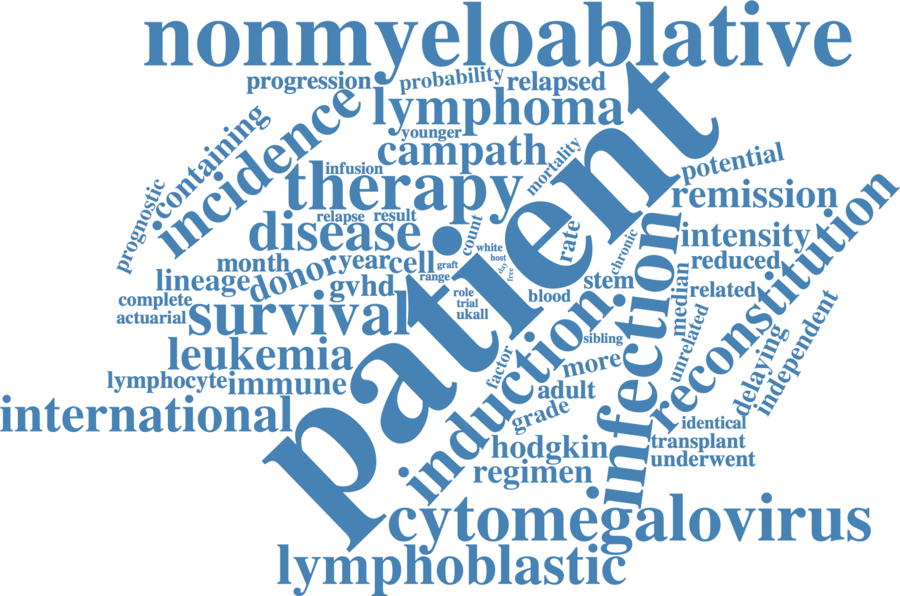 nonmyeloablative
progression
probability
relapsed
incidence
lymphoma
younger
containing
campath
mortality
infusion
therapy
potential
remission
prognostic
patient
relapse
result
disease
count
white
host
day
free
rate
chronic
intensity
month
year
cell
graft
range
reduced
reconstitution
lineage
donor
gvhd
role
trial
ukall
blood
stem
median
related
complete
actuarial
survival
infection
induction
sibling
unrelated
delaying
independent
leukemia
factor
more
lymphocyte
immune
adult
grade
international
identical
transplant
underwent
hodgkin
regimen
cytomegalovirus
lymphoblastic